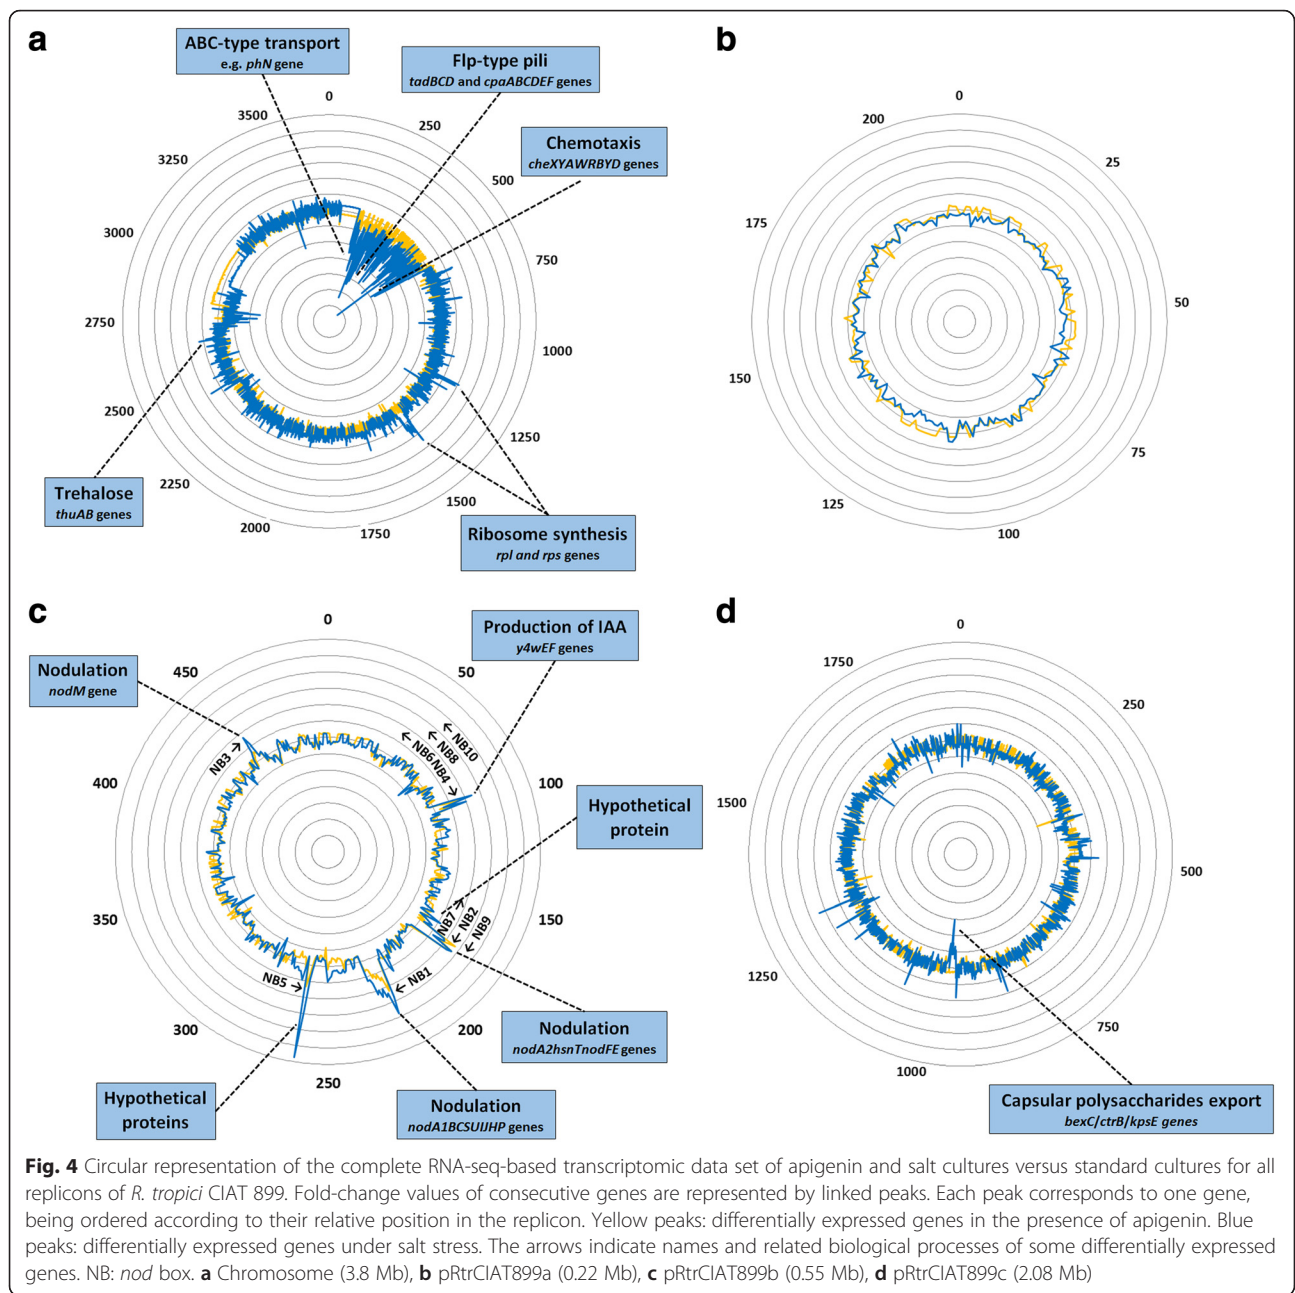 a
ABC-type transport
e.g. phN gene
Flp-type pili
tadBCD and cpaABCDEF genes
Chemotaxis
cheXYAWRBYD genes
0
250
500
750
1000
1250
1500
1750
2000
2250
2500
2750
3000
3250
3500
Trehalose
thuAB genes
Ribosome synthesis
rpl and rps genes
b
0
25
50
75
100
125
150
175
200
c
Nodulation
nodM gene
Production of IAA
y4wEF genes
Hypothetical
protein
Nodulation
nodA2hsnTnodFE genes
Nodulation
nodA1BCSUIJHP genes
Hypothetical
proteins
0
50
100
150
200
250
300
350
400
450
NB3 →
← NB10
← NB8
← NB6
NB4 →
NB7 →
← NB2
← NB9
← NB1
NB5 →
d
0
250
500
750
1000
1250
1500
1750
Capsular polysaccharides export
bexC/ctrB/kpsE genes
Fig. 4 Circular representation of the complete RNA-seq-based transcriptomic data set of apigenin and salt cultures versus standard cultures for all
replicons of R. tropici CIAT 899. Fold-change values of consecutive genes are represented by linked peaks. Each peak corresponds to one gene,
being ordered according to their relative position in the replicon. Yellow peaks: differentially expressed genes in the presence of apigenin. Blue
peaks: differentially expressed genes under salt stress. The arrows indicate names and related biological processes of some differentially expressed
genes. NB: nod box. a Chromosome (3.8 Mb), b pRtrCIAT899a (0.22 Mb), c pRtrCIAT899b (0.55 Mb), d pRtrCIAT899c (2.08 Mb)